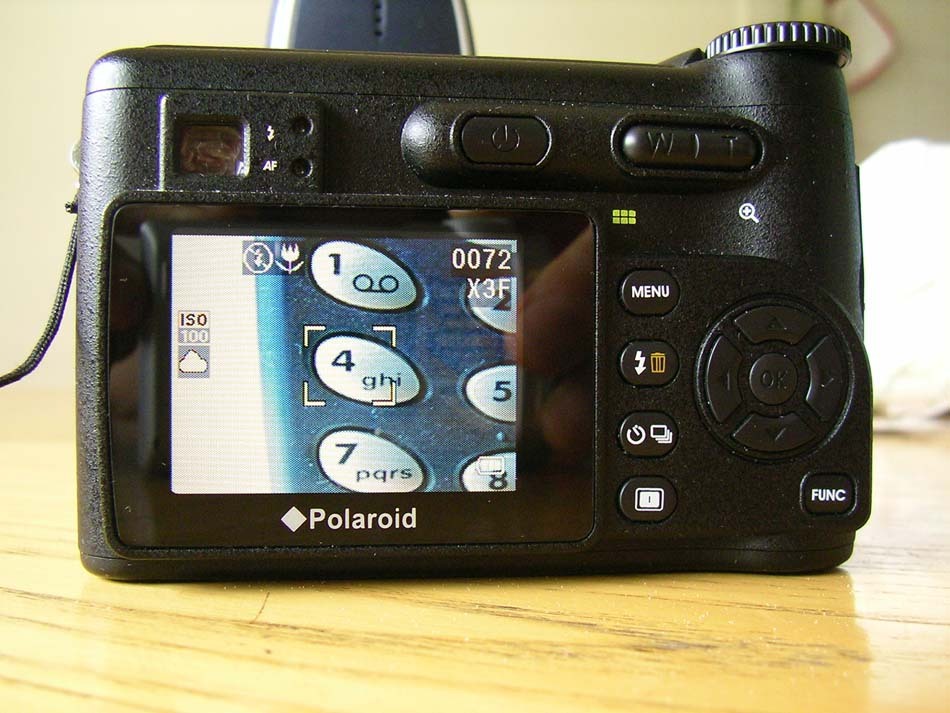 AF
W T
0072
X3F
ISO
100
1
2
4
ghi
5
7
pqrs
8
Polaroid
MENU
OK
FUNC